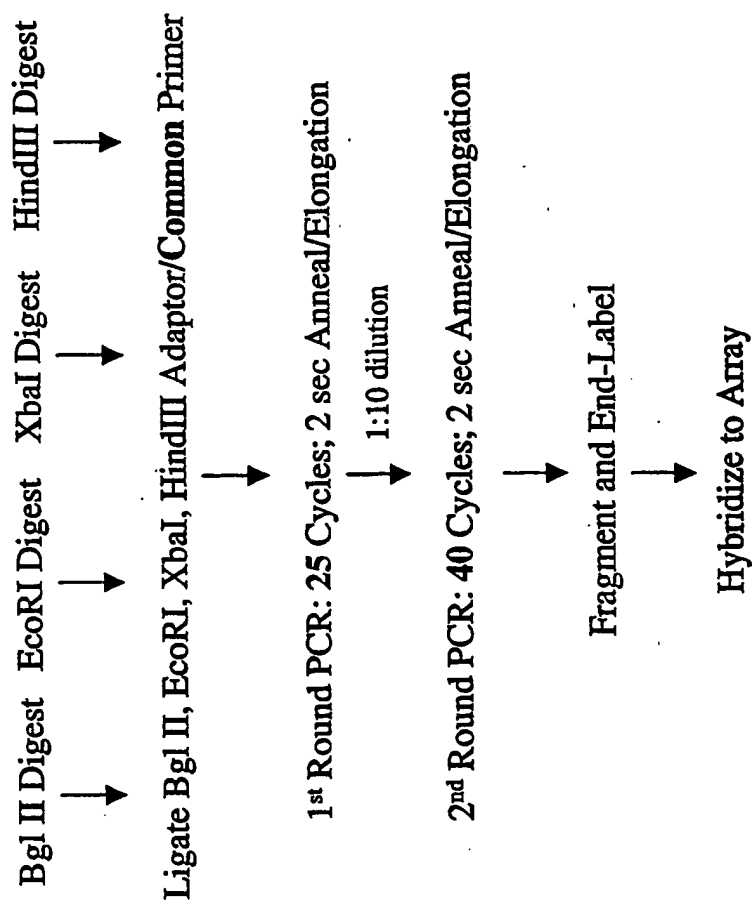 Bgl II Digest EcoRI Digest XbaI Digest HindIII Digest
Ligate Bgl II, EcoRI, XbaI, HindIII Adaptor/Common Primer
1st Round PCR: 25 Cycles; 2 sec Anneal/Elongation
1:10 dilution
2nd Round PCR: 40 Cycles; 2 sec Anneal/Elongation
Fragment and End-Label
Hybridize to Array